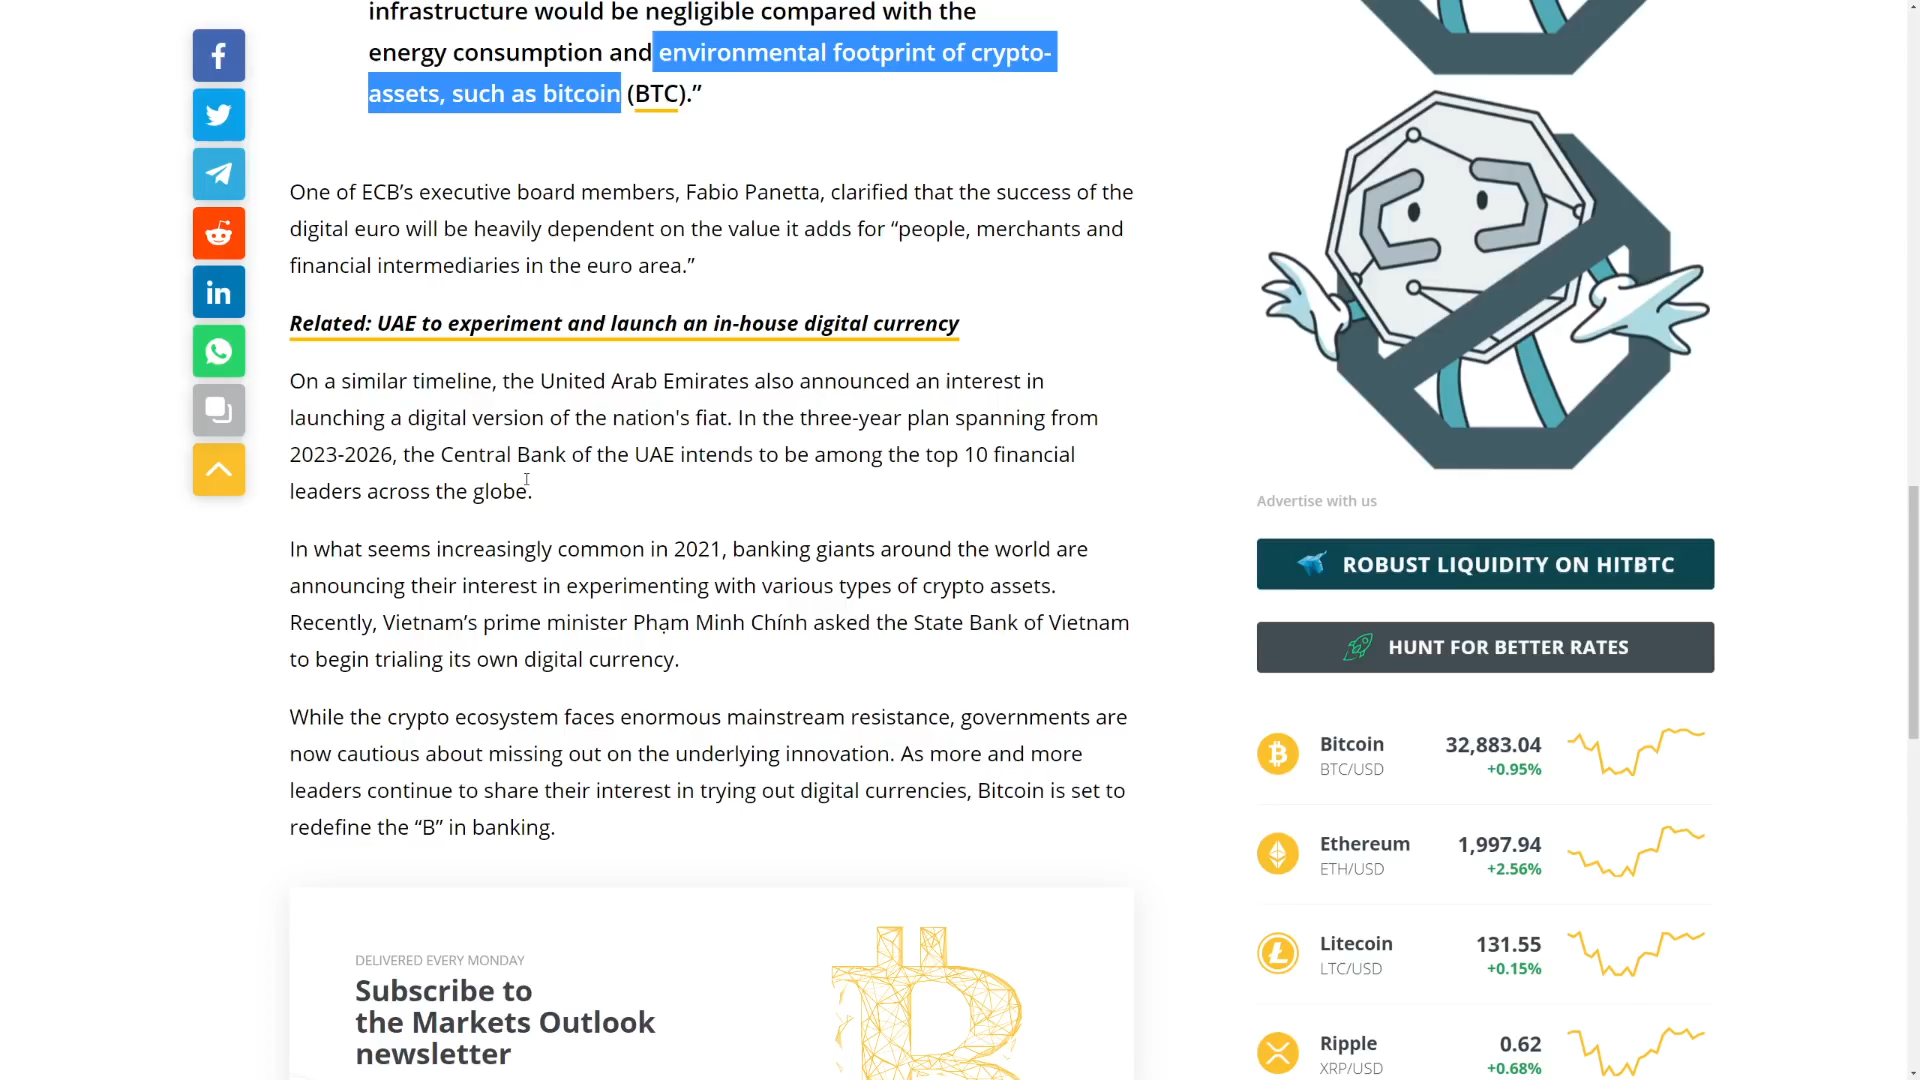 infrastructure would be negligible compared with the
energy consumption and environmental footprint of crypto-
assets, such as bitcoin (BTC).”
One of ECB’s executive board members, Fabio Panetta, clarified that the success of the
digital euro will be heavily dependent on the value it adds for “people, merchants and
financial intermediaries in the euro area.”
Related: UAE to experiment and launch an in-house digital currency
On a similar timeline, the United Arab Emirates also announced an interest in
launching a digital version of the nation's fiat. In the three-year plan spanning from
2023-2026, the Central Bank of the UAE intends to be among the top 10 financial
leaders across the globe.
In what seems increasingly common in 2021, banking giants around the world are
announcing their interest in experimenting with various types of crypto assets.
Recently, Vietnam’s prime minister Phạm Minh Chính asked the State Bank of Vietnam
to begin trialing its own digital currency.
While the crypto ecosystem faces enormous mainstream resistance, governments are
now cautious about missing out on the underlying innovation. As more and more
leaders continue to share their interest in trying out digital currencies, Bitcoin is set to
redefine the “B” in banking.
DELIVERED EVERY MONDAY
Subscribe to
the Markets Outlook
newsletter
Advertise with us
ROBUST LIQUIDITY ON HITBTC
HUNT FOR BETTER RATES
Bitcoin 32,883.04
BTC/USD +0.95%
Ethereum 1,997.94
ETH/USD +2.56%
Litecoin 131.55
LTC/USD +0.15%
Ripple 0.62
XRP/USD +0.68%